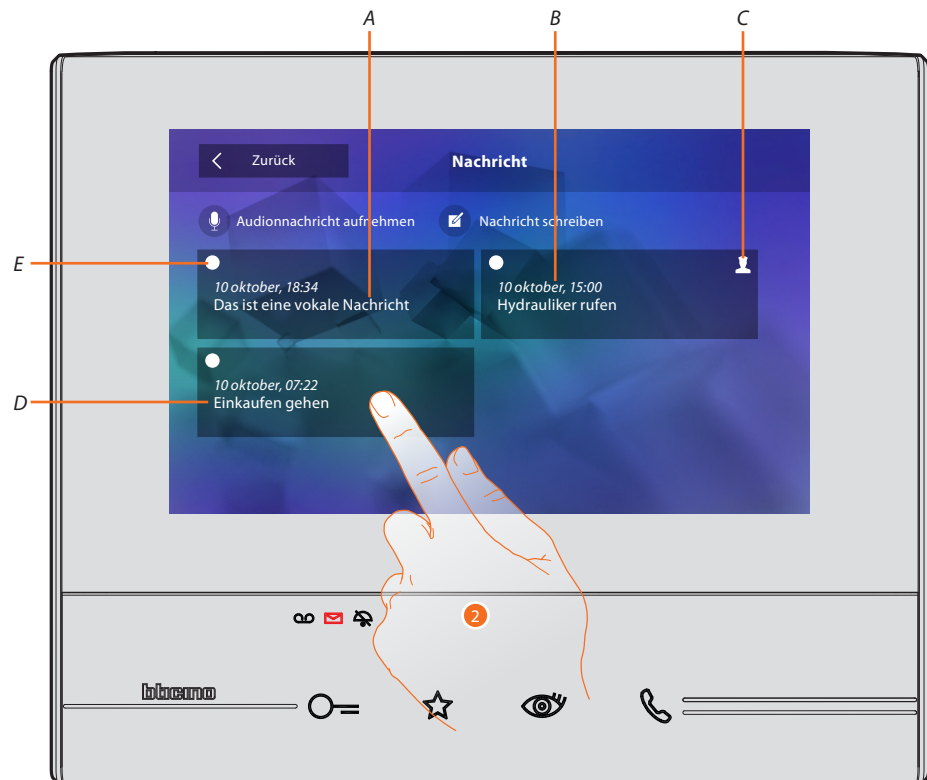 A B C
Zurück Nachricht
Audionnachricht aufnehmen Nachricht schreiben
E
10 oktober, 18:34
Das ist eine vokale Nachricht
10 oktober, 15:00
Hydrauliker rufen
D
10 oktober, 07:22
Einkaufen gehen
2
bticino